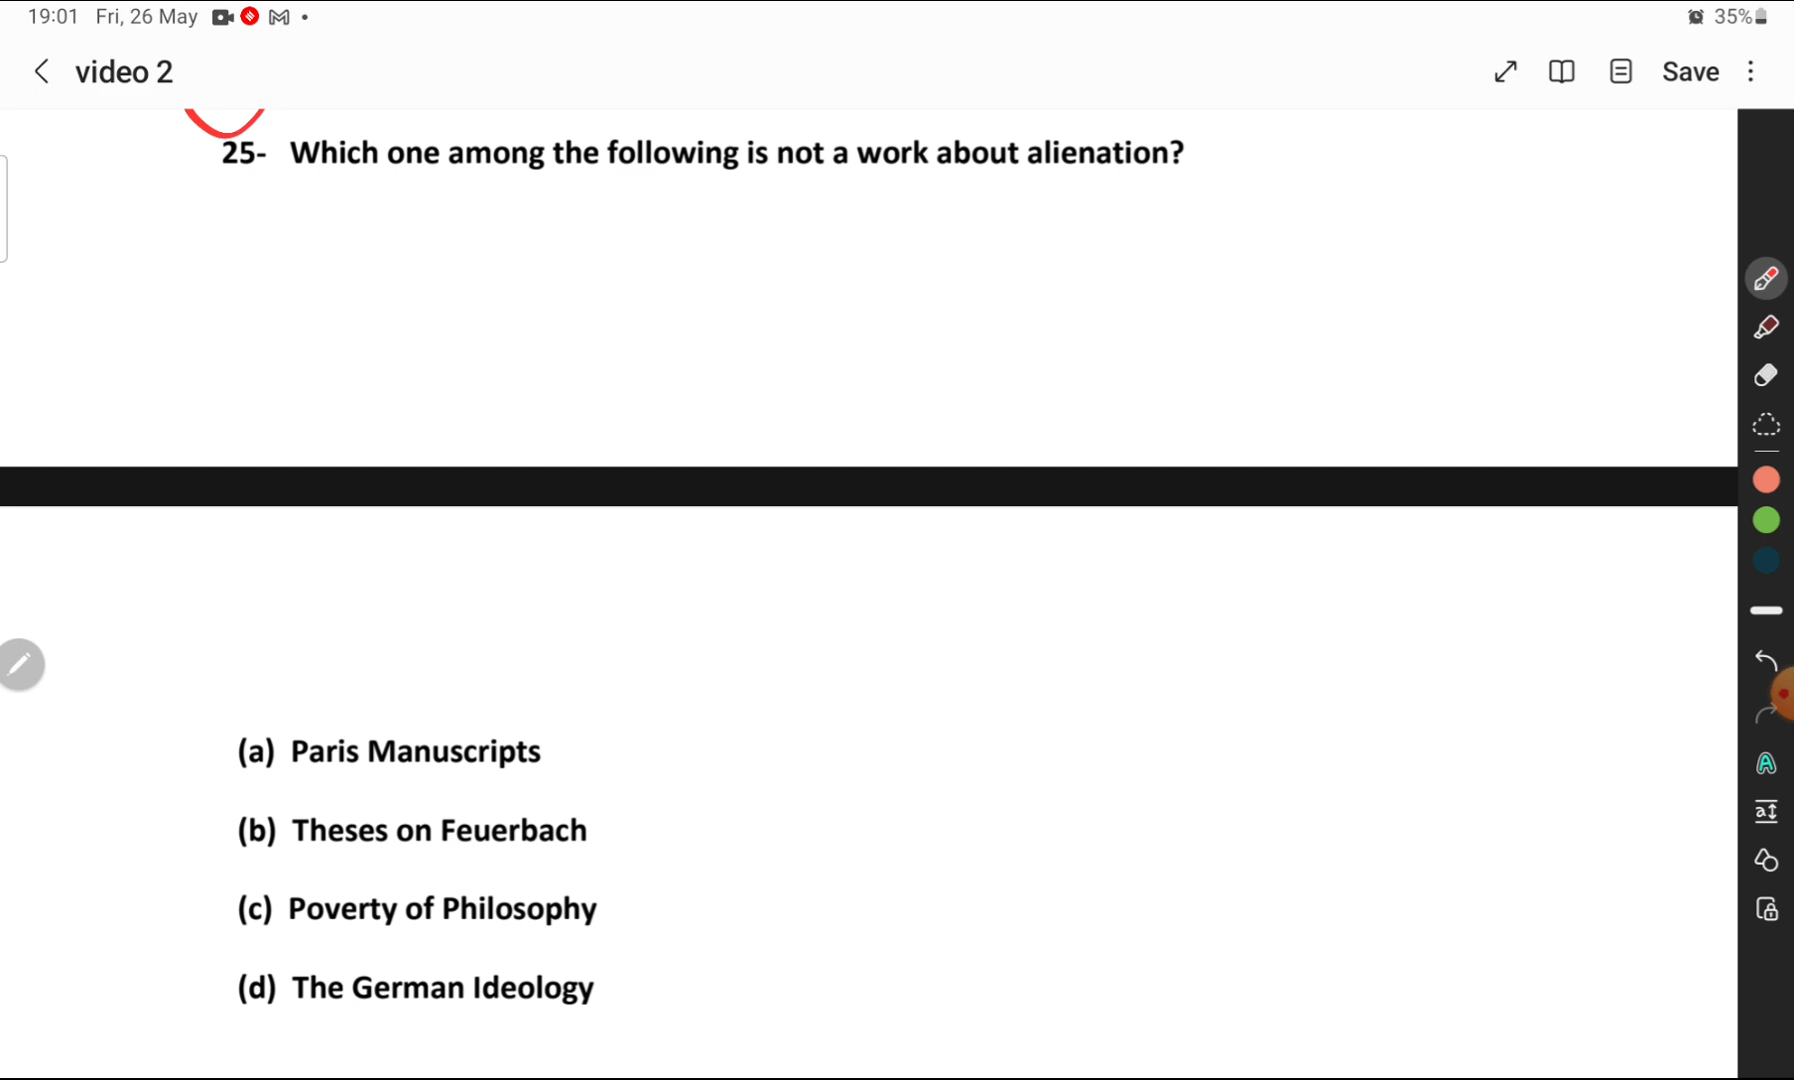 19:01 Fri, 26 May 35%
video 2
Save
25- Which one among the following is not a work about alienation?
(a) Paris Manuscripts
(b) Theses on Feuerbach
(c) Poverty of Philosophy
(d) The German Ideology